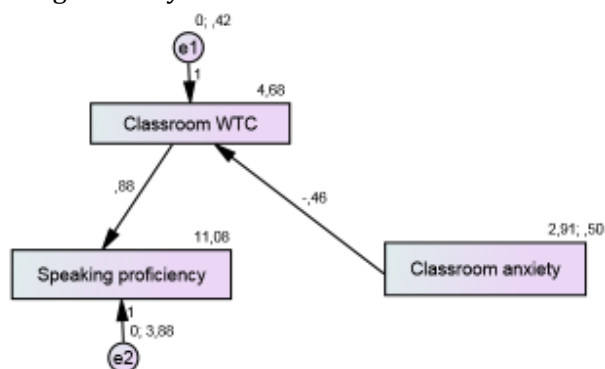 0; ,42
e1
1
4,68
Classroom WTC
,88
-,46
11,08
2,91; ,50
Speaking proficiency
Classroom anxiety
1
0; 3,88
e2